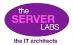 the
SERVER
LABS
the IT architects